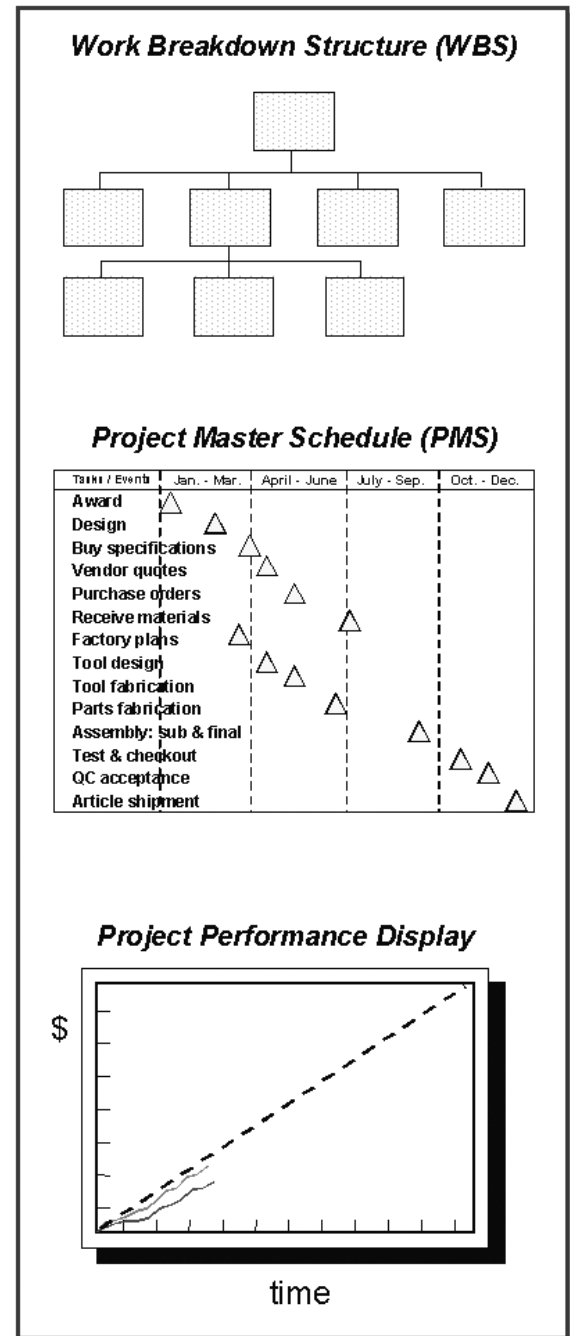 Work Breakdown Structure (WBS)
Project Master Schedule (PMS)
Tasks / Events Jan. - Mar. April - June July - Sep. Oct. - Dec.
Award
Design
Buy specifications
Vendor quotes
Purchase orders
Receive materials
Factory plans
Tool design
Tool fabrication
Parts fabrication
Assembly: sub & final
Test & checkout
QC acceptance
Article shipment
Project Performance Display
$
time